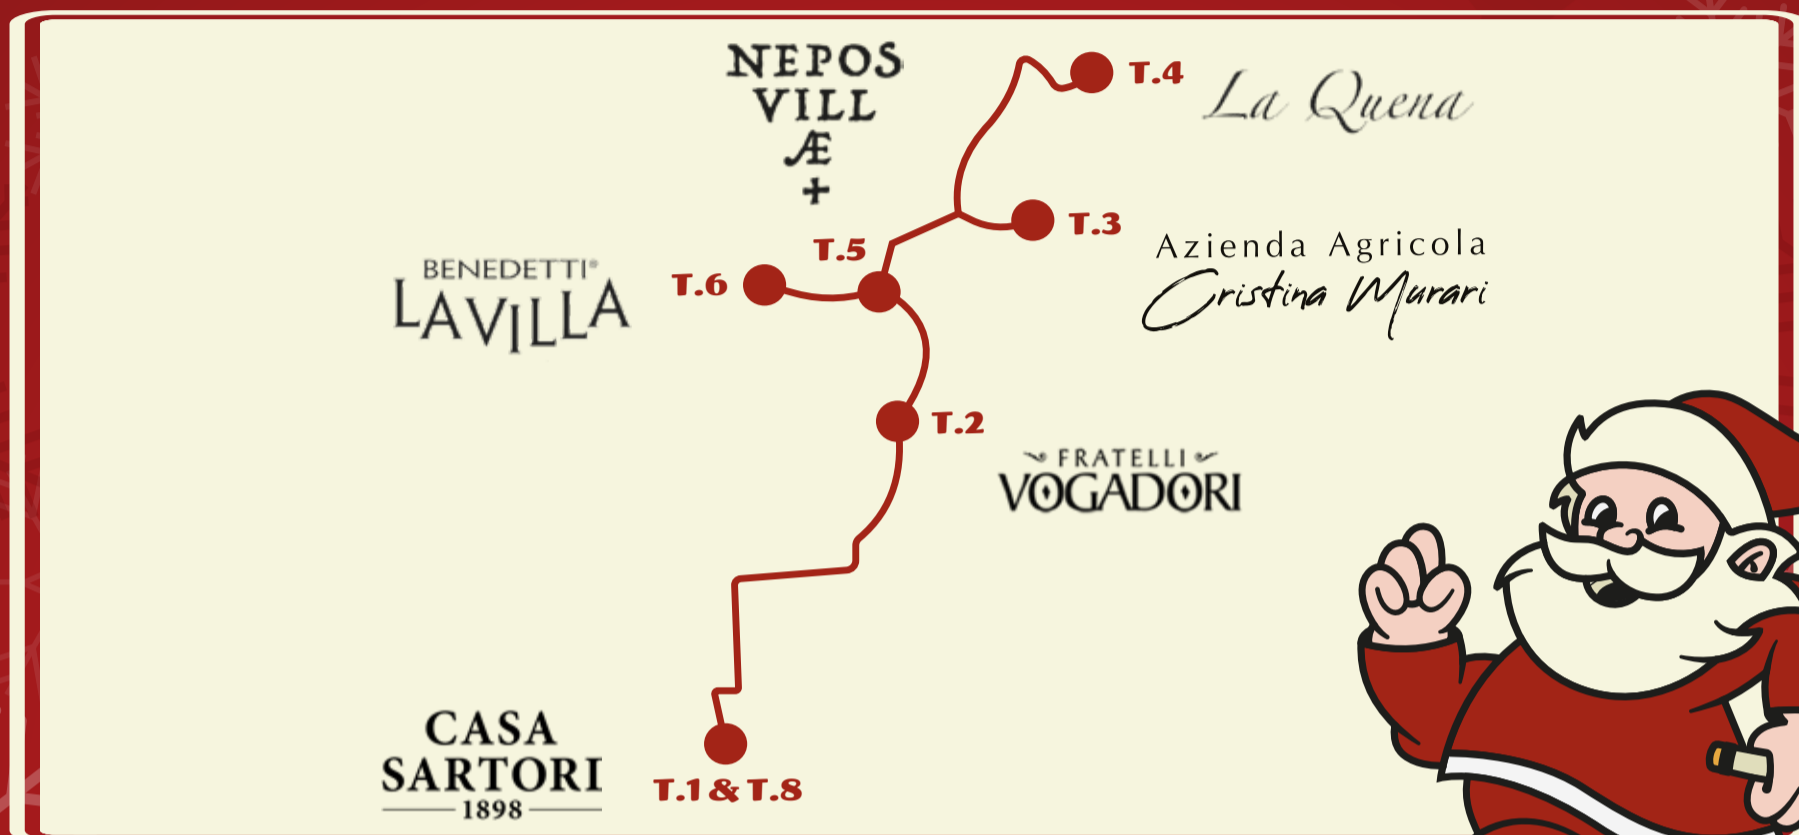 NEPOS
VILL
Æ
+
T.4
La Quena
T.3
Azienda Agricola
Cristina Murari
T.5
T.6
BENEDETTI®
LAVILLA
T.2
FRATELLI
VOGADORI
CASA
SARTORI
1898
T.1 & T.8